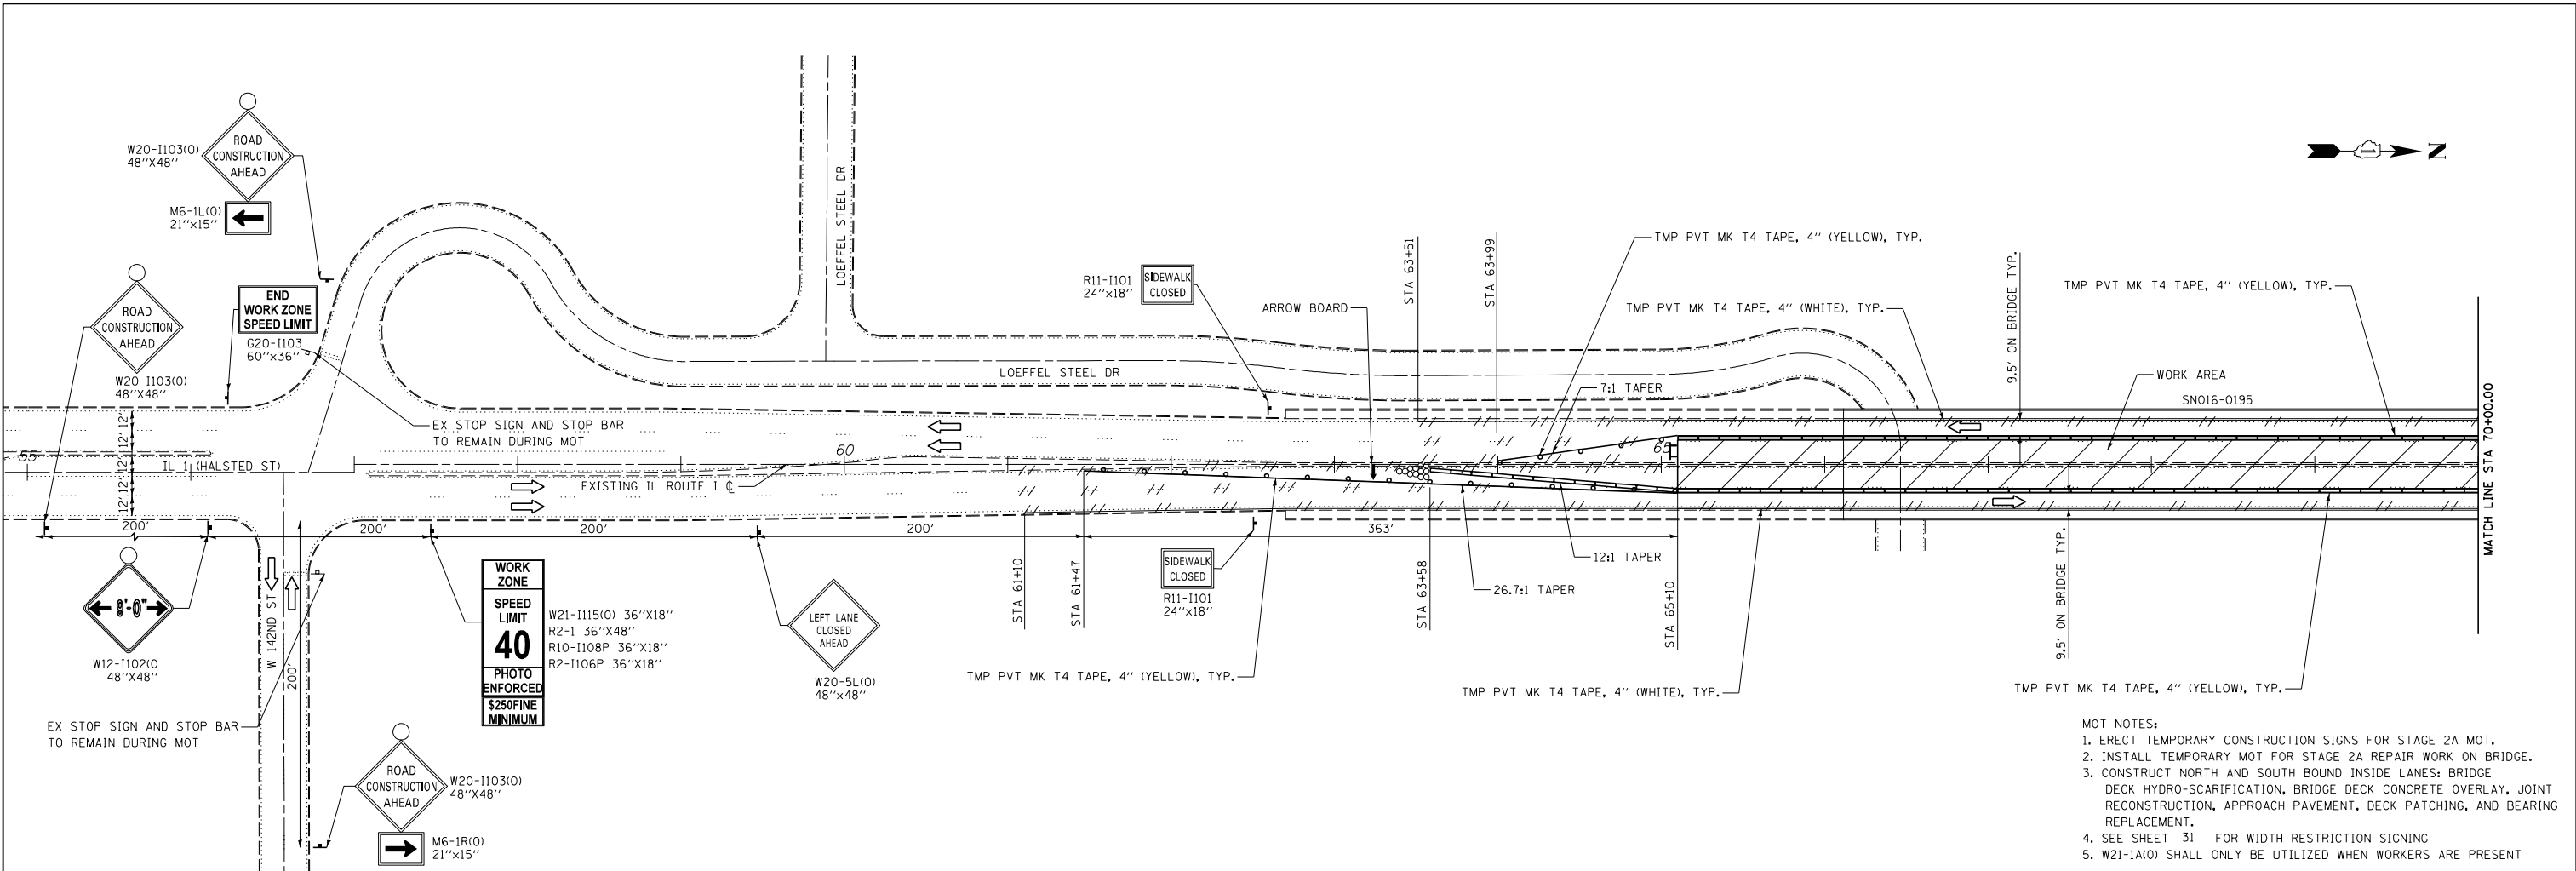 ROAD
CONSTRUCTION
AHEAD
W20-I103(O)
48''X48''
M6-1L(O)
21''x15''
ROAD
CONSTRUCTION
AHEAD
W20-I103(O)
48''X48''
END
WORK ZONE
SPEED LIMIT
G20-I103
60''x36''
LOEFFEL STEEL DR
LOEFFEL STEEL DR
EX STOP SIGN AND STOP BAR
TO REMAIN DURING MOT
R11-I101
24''x18''
SIDEWALK
CLOSED
ARROW BOARD
STA 63+51
STA 63+99
TMP PVT MK T4 TAPE, 4'' (YELLOW), TYP.
TMP PVT MK T4 TAPE, 4'' (WHITE), TYP.
7:1 TAPER
9.5' ON BRIDGE TYP.
TMP PVT MK T4 TAPE, 4'' (YELLOW), TYP.
WORK AREA
SN016-0195
MATCH LINE STA 70+00.00
N
12' 12' 12' 12'
55
IL 1 (HALSTED ST)
60
EXISTING IL ROUTE 1 ℄
65
200'
200'
200'
200'
363'
9'-0"
W12-I102(O
48''X48''
W 142ND ST
200'
EX STOP SIGN AND STOP BAR
TO REMAIN DURING MOT
WORK
ZONE
SPEED
LIMIT
40
PHOTO
ENFORCED
$250FINE
MINIMUM
W21-I115(O) 36''X18''
R2-1 36''X48''
R10-I108P 36''X18''
R2-I106P 36''X18''
LEFT LANE
CLOSED
AHEAD
W20-5L(O)
48''x48''
ROAD
CONSTRUCTION
AHEAD
W20-I103(O)
48''X48''
M6-1R(O)
21''x15''
STA 61+10
STA 61+47
SIDEWALK
CLOSED
R11-I101
24''x18''
STA 63+58
26.7:1 TAPER
12:1 TAPER
STA 65+10
TMP PVT MK T4 TAPE, 4'' (YELLOW), TYP.
TMP PVT MK T4 TAPE, 4'' (WHITE), TYP.
9.5' ON BRIDGE TYP.
TMP PVT MK T4 TAPE, 4'' (YELLOW), TYP.
MOT NOTES:
1. ERECT TEMPORARY CONSTRUCTION SIGNS FOR STAGE 2A MOT.
2. INSTALL TEMPORARY MOT FOR STAGE 2A REPAIR WORK ON BRIDGE.
3. CONSTRUCT NORTH AND SOUTH BOUND INSIDE LANES: BRIDGE
DECK HYDRO-SCARIFICATION, BRIDGE DECK CONCRETE OVERLAY, JOINT
RECONSTRUCTION, APPROACH PAVEMENT, DECK PATCHING, AND BEARING
REPLACEMENT.
4. SEE SHEET 31 FOR WIDTH RESTRICTION SIGNING
5. W21-1A(O) SHALL ONLY BE UTILIZED WHEN WORKERS ARE PRESENT